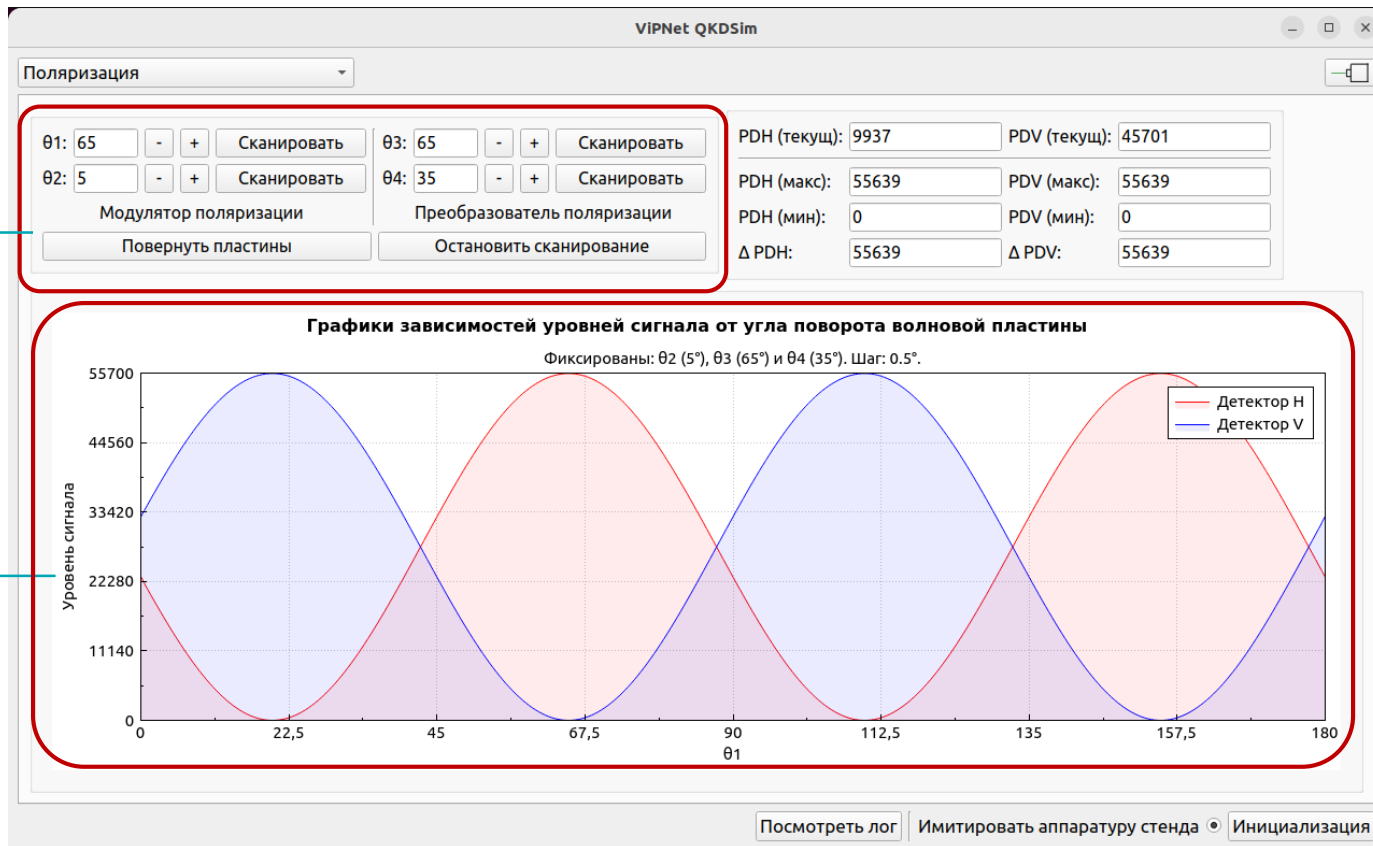 ViPNet QKDSim
Поляризация
θ1: 65 - + Сканировать θ3: 65 - + Сканировать
θ2: 5 - + Сканировать θ4: 35 - + Сканировать
Модулятор поляризации Преобразователь поляризации
Повернуть пластины Остановить сканирование
PDH (текущ): 9937 PDV (текущ): 45701
PDH (макс): 55639 PDV (макс): 55639
PDH (мин): 0 PDV (мин): 0
Δ PDH: 55639 Δ PDV: 55639
Графики зависимостей уровней сигнала от угла поворота волновой пластины
Фиксированы: θ2 (5°), θ3 (65°) и θ4 (35°). Шаг: 0.5°.
Детектор H
Детектор V
Уровень сигнала
55700
44560
33420
22280
11140
0
0 22,5 45 67,5 90 112,5 135 157,5 180
θ1
Посмотреть лог Имитировать аппаратуру стенда Инициализация